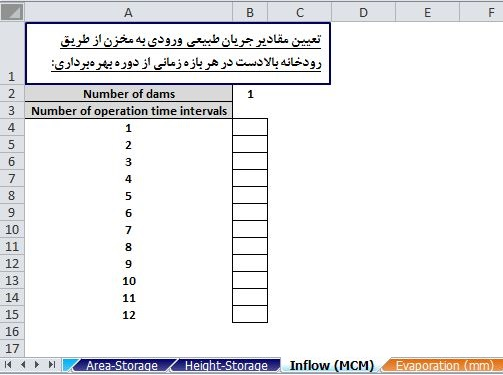 A B C D E F
1 تعیین مقادیر جریان طبیعی ورودی به مخزن از طریق
رودخانه بالادست در هر بازه زمانی از دوره بهره‌برداری:
2 Number of dams 1
3 Number of operation time intervals
4 1
5 2
6 3
7 4
8 5
9 6
10 7
11 8
12 9
13 10
14 11
15 12
16
17
Area-Storage Height-Storage Inflow (MCM) Evaporation (mm)